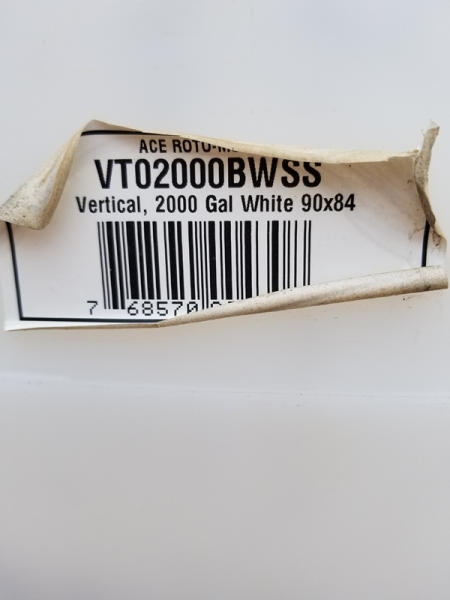 ACE ROTO-M
VT02000BWSS
Vertical, 2000 Gal White 90x84
7 68570